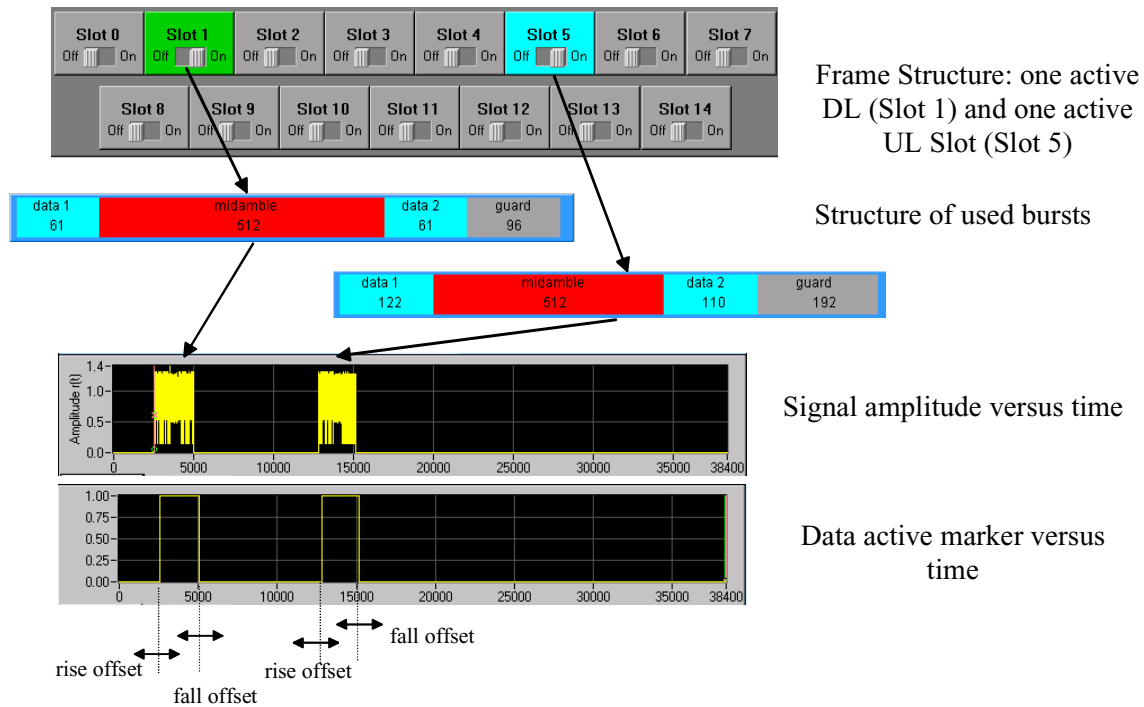 Slot 0 Slot 1 Slot 2 Slot 3 Slot 4 Slot 5 Slot 6 Slot 7
Off On Off On Off On Off On Off On Off On Off On Off On
Slot 8 Slot 9 Slot 10 Slot 11 Slot 12 Slot 13 Slot 14
Off On Off On Off On Off On Off On Off On Off On
Frame Structure: one active
DL (Slot 1) and one active
UL Slot (Slot 5)
data 1 midamble data 2 guard
61 512 61 96
Structure of used bursts
data 1 midamble data 2 guard
122 512 110 192
Amplitude r(t)
1.4
1.0
0.5
0.0
0 5000 10000 15000 20000 25000 30000 38400
Signal amplitude versus time
1.00
0.75
0.50
0.25
0.00
0 5000 10000 15000 20000 25000 30000 38400
Data active marker versus
time
rise offset
fall offset
rise offset
fall offset